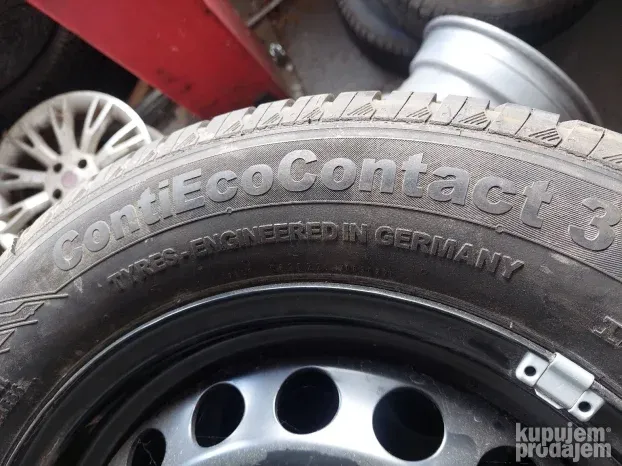 ContiEcoContact 3
TYRES. ENGINEERED IN GERMANY
kupujem
prodajem